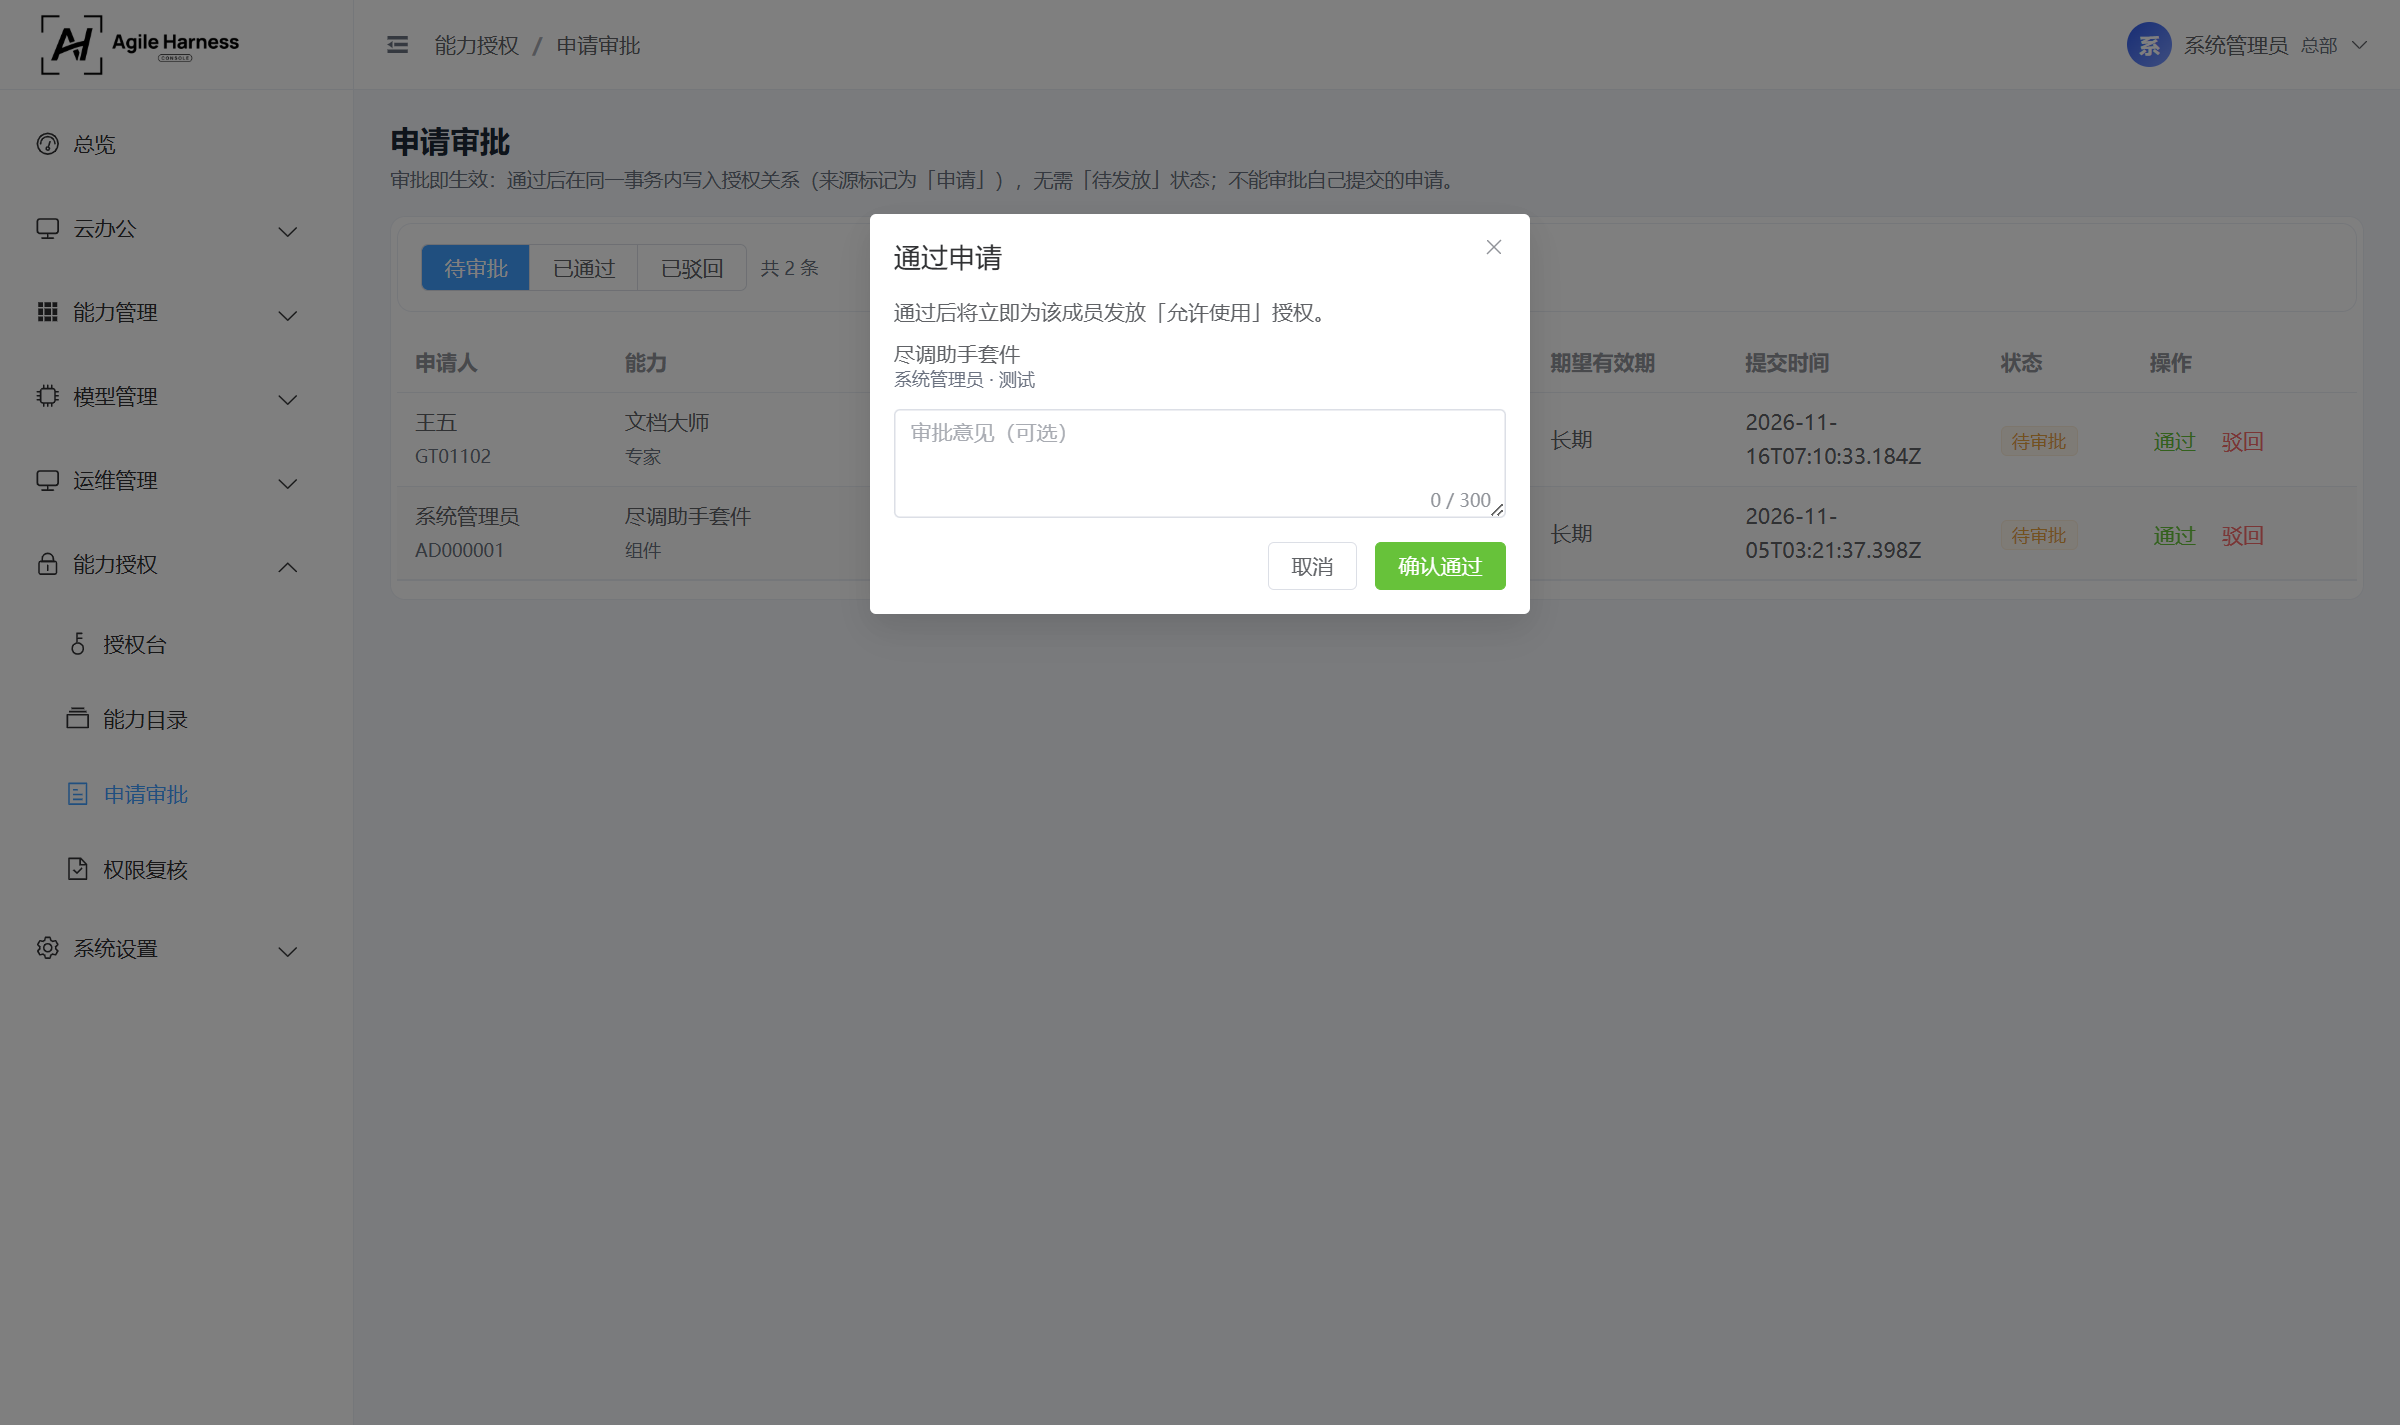 Agile Harness
CONSOLE
能力授权 / 申请审批
系 系统管理员 总部
总览
云办公
能力管理
模型管理
运维管理
能力授权
授权台
能力目录
申请审批
权限复核
系统设置
申请审批
审批即生效：通过后在同一事务内写入授权关系（来源标记为「申请」），无需「待发放」状态；不能审批自己提交的申请。
待审批 已通过 已驳回 共 2 条
申请人 能力 期望有效期 提交时间 状态 操作
王五 文档大师 长期 2026-11- 待审批 通过 驳回
GT01102 专家 16T07:10:33.184Z
系统管理员 尽调助手套件 长期 2026-11- 待审批 通过 驳回
AD000001 组件 05T03:21:37.398Z
通过申请
通过后将立即为该成员发放「允许使用」授权。
尽调助手套件
系统管理员 · 测试
审批意见（可选）
0 / 300
取消 确认通过